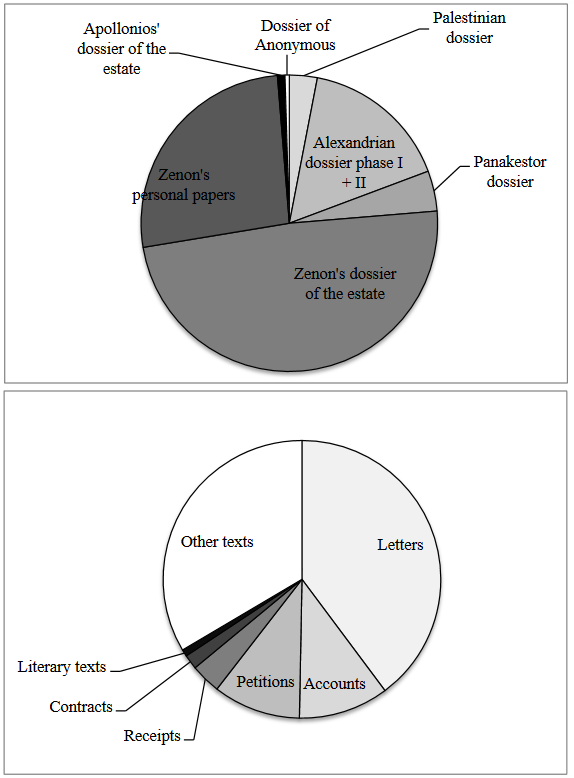 Apollonios'
dossier of the
estate
Dossier of
Anonymous
Palestinian
dossier
Alexandrian
dossier phase I
+ II
Panakestor
dossier
Zenon's
personal papers
Zenon's dossier
of the estate
Other texts
Letters
Literary texts
Petitions
Accounts
Contracts
Receipts